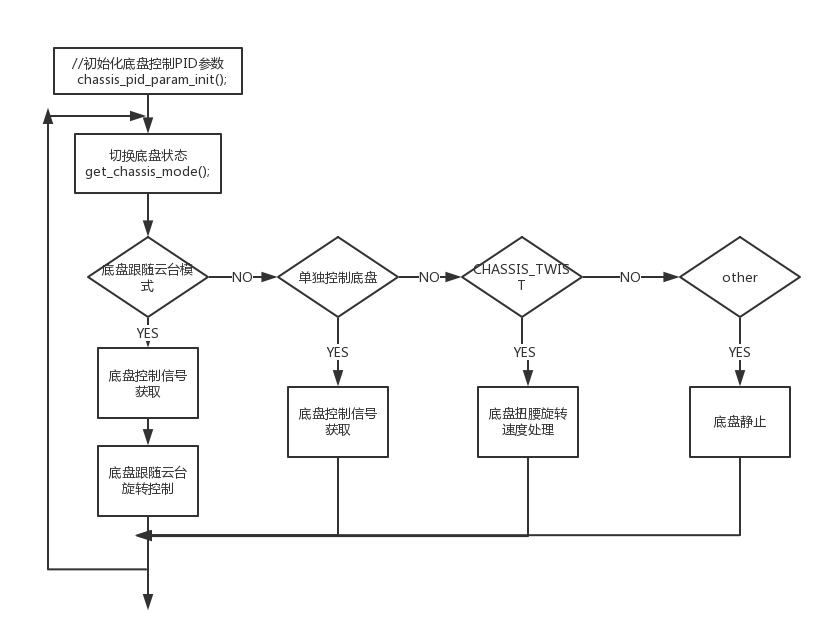 //初始化底盘控制PID参数
chassis_pid_param_init();
切换底盘状态
get_chassis_mode();
底盘跟随云台模
式
NO
单独控制底盘
NO
CHASSIS_TWIS
T
NO
other
YES
YES
YES
YES
底盘控制信号
获取
底盘控制信号
获取
底盘扭腰旋转
速度处理
底盘静止
底盘跟随云台
旋转控制